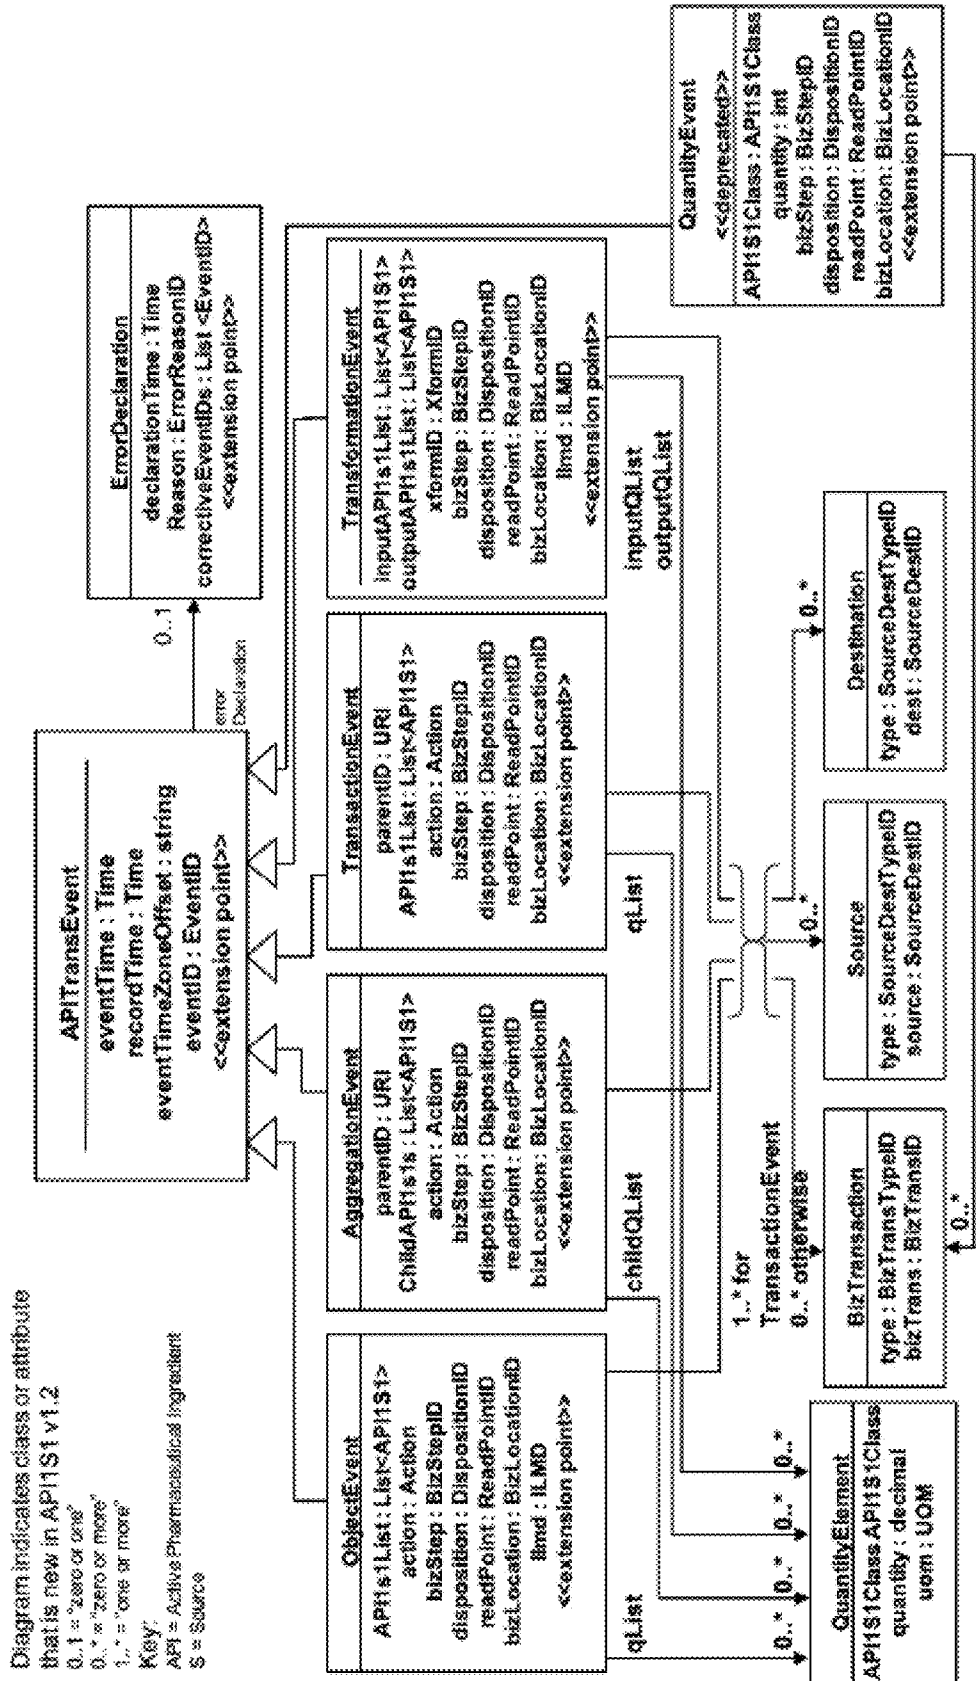 Diagram indicates class or attribute
that is new in API1S1 v1.2
0..1 = "zero or one"
0..* = "zero or more"
1..* = "one or more"
Key:
API = Active Pharmaceutical Ingredient
S = Source
APITransEvent
eventTime : Time
recordTime : Time
eventTimeZoneOffset : string
eventID : EventID
<<extension point>>
error
Declaration
0..1
ErrorDeclaration
declarationTime : Time
Reason : ErrorReasonID
correctiveEventIDs : List <EventID>
<<extension point>>
ObjectEvent
API1s1List : List<API1S1>
action : Action
bizStep : BizStepID
disposition : DispositionID
readPoint : ReadPointID
bizLocation : BizLocationID
Ilmd : ILMD
<<extension point>>
AggregationEvent
parentID : URI
ChildAPI1s1s : List<API1S1>
action : Action
bizStep : BizStepID
disposition : DispositionID
readPoint : ReadPointID
bizLocation : BizLocationID
<<extension point>>
TransactionEvent
parentID : URI
API1s1List : List<API1S1>
action : Action
bizStep : BizStepID
disposition : DispositionID
readPoint : ReadPointID
bizLocation : BizLocationID
<<extension point>>
TransformationEvent
inputAPI1s1List : List<API1S1>
outputAPI1s1List : List<API1S1>
xformID : XformID
bizStep : BizStepID
disposition : DispositionID
readPoint : ReadPointID
bizLocation : BizLocationID
Ilmd : ILMD
<<extension point>>
QuantityEvent
<<deprecated>>
API1S1Class : API1S1Class
quantity : int
bizStep : BizStepID
disposition : DispositionID
readPoint : ReadPointID
bizLocation : BizLocationID
<<extension point>>
qList
childQList
qList
inputQList
outputQList
1..* for
TransactionEvent
0..* otherwise
0..*
0..*
0..*
0..*
0..*
0..*
QuantityElement
API1S1Class API1S1Class
quantity : decimal
uom : UOM
BizTransaction
type : BizTransTypeID
bizTrans : BizTransID
0..*
Source
type : SourceDestTypeID
source : SourceDestID
Destination
type : SourceDestTypeID
dest : SourceDestID